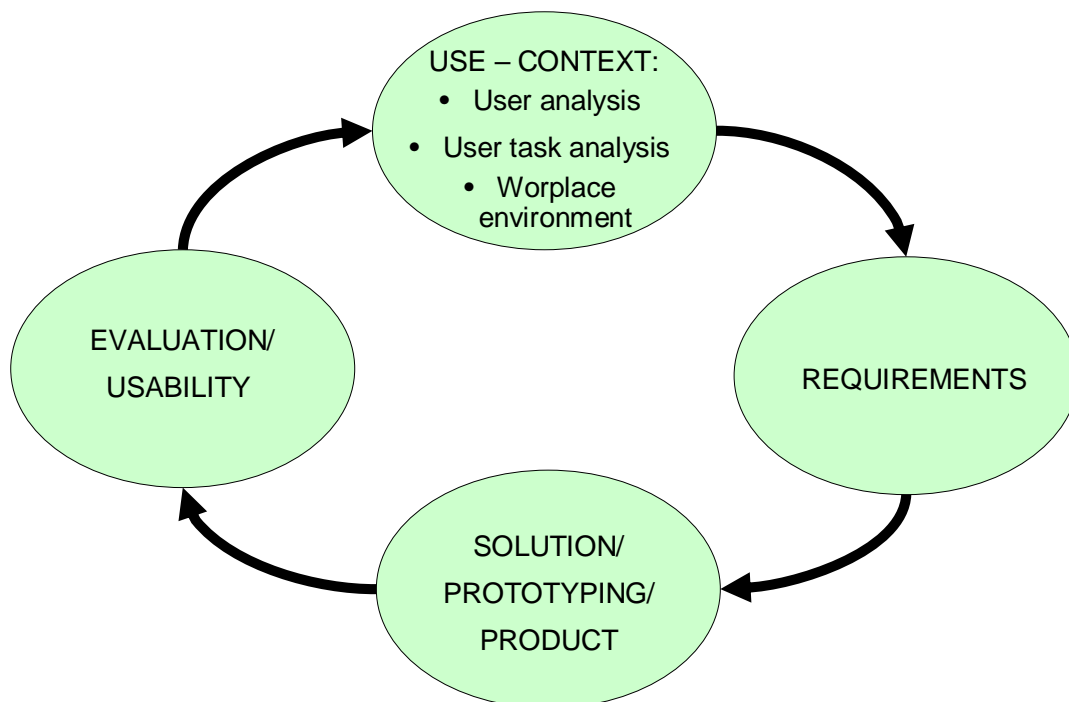 USE – CONTEXT:
• User analysis
• User task analysis
• Worplace
environment
EVALUATION/
USABILITY
REQUIREMENTS
SOLUTION/
PROTOTYPING/
PRODUCT